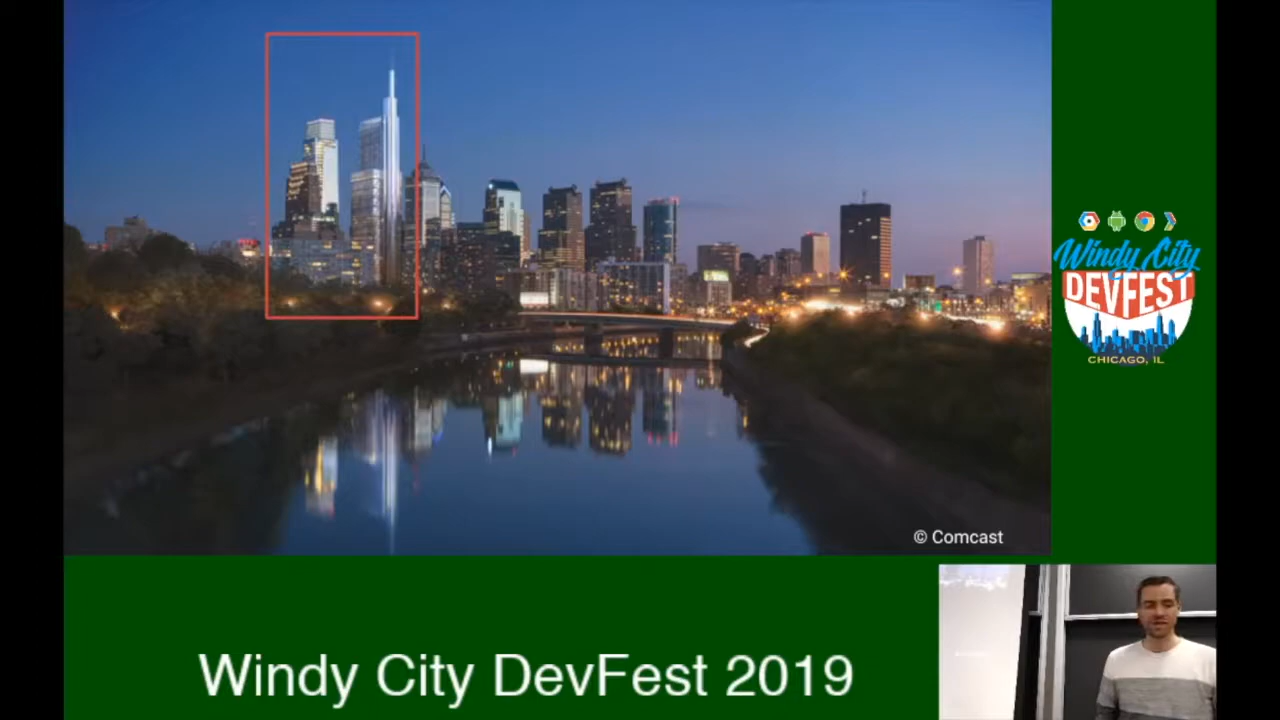 © Comcast
Windy City
DEVFEST
CHICAGO, IL
Windy City DevFest 2019